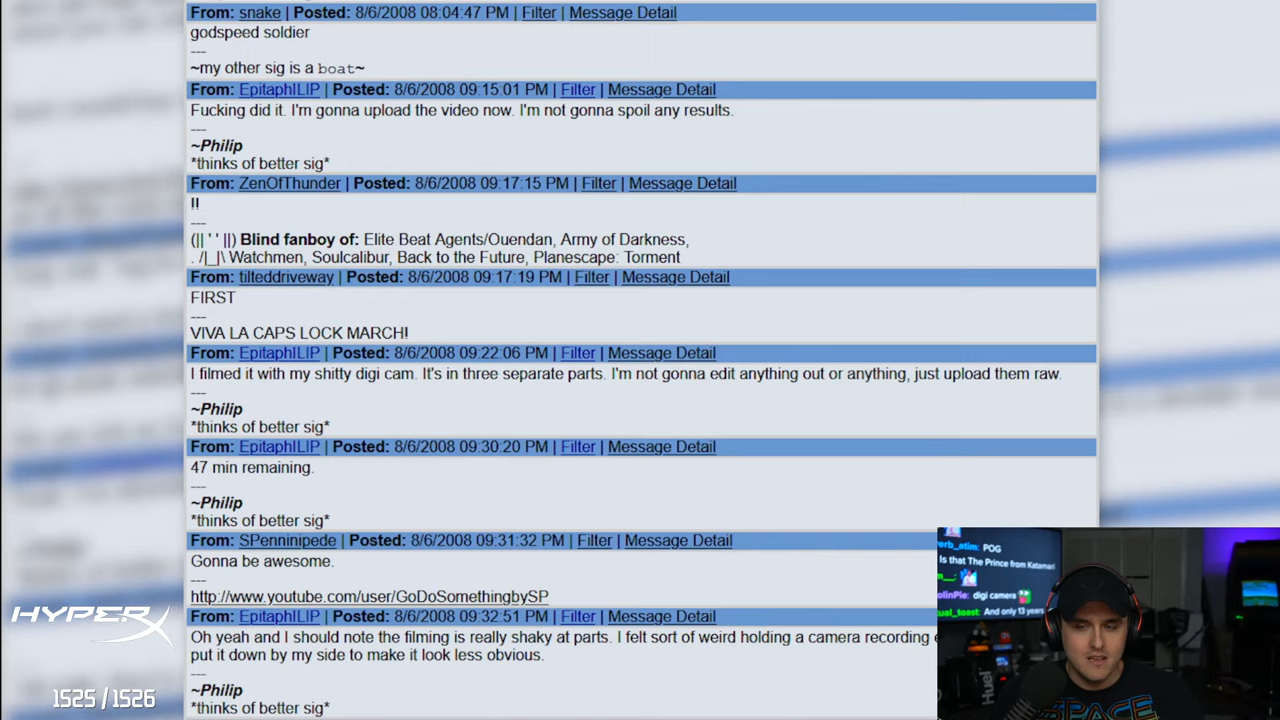 From: snake | Posted: 8/6/2008 08:04:47 PM | Filter | Message Detail
godspeed soldier
---
~my other sig is a boat~
From: EpitaphILIP | Posted: 8/6/2008 09:15:01 PM | Filter | Message Detail
Fucking did it. I'm gonna upload the video now. I'm not gonna spoil any results.
---
~Philip
*thinks of better sig*
From: ZenOfThunder | Posted: 8/6/2008 09:17:15 PM | Filter | Message Detail
!!
---
(|| ' ' ||) Blind fanboy of: Elite Beat Agents/Ouendan, Army of Darkness,
. /|_|\ Watchmen, Soulcalibur, Back to the Future, Planescape: Torment
From: tilteddriveway | Posted: 8/6/2008 09:17:19 PM | Filter | Message Detail
FIRST
---
VIVA LA CAPS LOCK MARCH!
From: EpitaphILIP | Posted: 8/6/2008 09:22:06 PM | Filter | Message Detail
I filmed it with my shitty digi cam. It's in three separate parts. I'm not gonna edit anything out or anything, just upload them raw.
---
~Philip
*thinks of better sig*
From: EpitaphILIP | Posted: 8/6/2008 09:30:20 PM | Filter | Message Detail
47 min remaining.
---
~Philip
*thinks of better sig*
From: SPenninipede | Posted: 8/6/2008 09:31:32 PM | Filter | Message Detail
Gonna be awesome.
---
http://www.youtube.com/user/GoDoSomethingbySP
From: EpitaphILIP | Posted: 8/6/2008 09:32:51 PM | Filter | Message Detail
Oh yeah and I should note the filming is really shaky at parts. I felt sort of weird holding a camera recording
put it down by my side to make it look less obvious.
---
~Philip
*thinks of better sig*
HYPERX
1525 / 1526
verb_atim: POG
Is that The Prince from Katamari
olinPie: digi camera
tual_toast: And only 13 years
Huel
SPACE